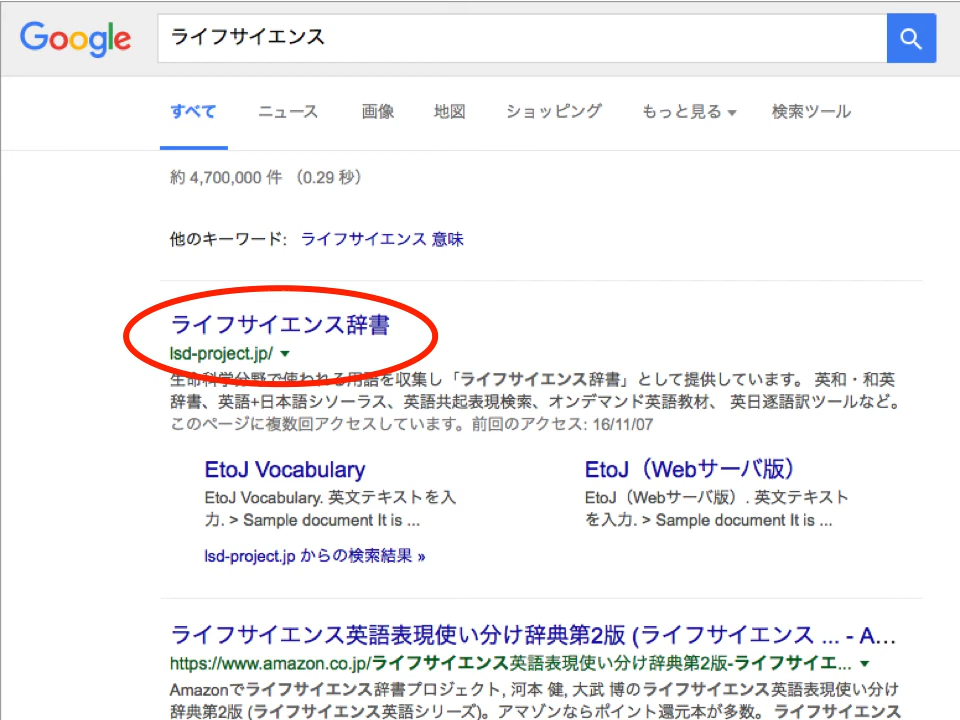 Google
ライフサイエンス
すべて ニュース 画像 地図 ショッピング もっと見る 検索ツール
約 4,700,000 件 （0.29 秒）
他のキーワード: ライフサイエンス 意味
ライフサイエンス辞書
lsd-project.jp/
生命科学分野で使われる用語を収集し「ライフサイエンス辞書」として提供しています。 英和・和英
辞書、英語+日本語シソーラス、英語共起表現検索、オンデマンド英語教材、 英日逐語訳ツールなど。
このページに複数回アクセスしています。前回のアクセス: 16/11/07
EtoJ Vocabulary
EtoJ Vocabulary. 英文テキストを入
力. > Sample document It is ...
EtoJ（Webサーバ版）
EtoJ（Webサーバ版）. 英文テキスト
を入力. > Sample document It is ...
lsd-project.jp からの検索結果 »
ライフサイエンス英語表現使い分け辞典第2版 (ライフサイエンス ... - A...
https://www.amazon.co.jp/ライフサイエンス英語表現使い分け辞典第2版-ライフサイエ...
Amazonでライフサイエンス辞書プロジェクト, 河本 健, 大武 博のライフサイエンス英語表現使い分け
辞典第2版 (ライフサイエンス英語シリーズ)。アマゾンならポイント還元本が多数。 ライフサイエンス